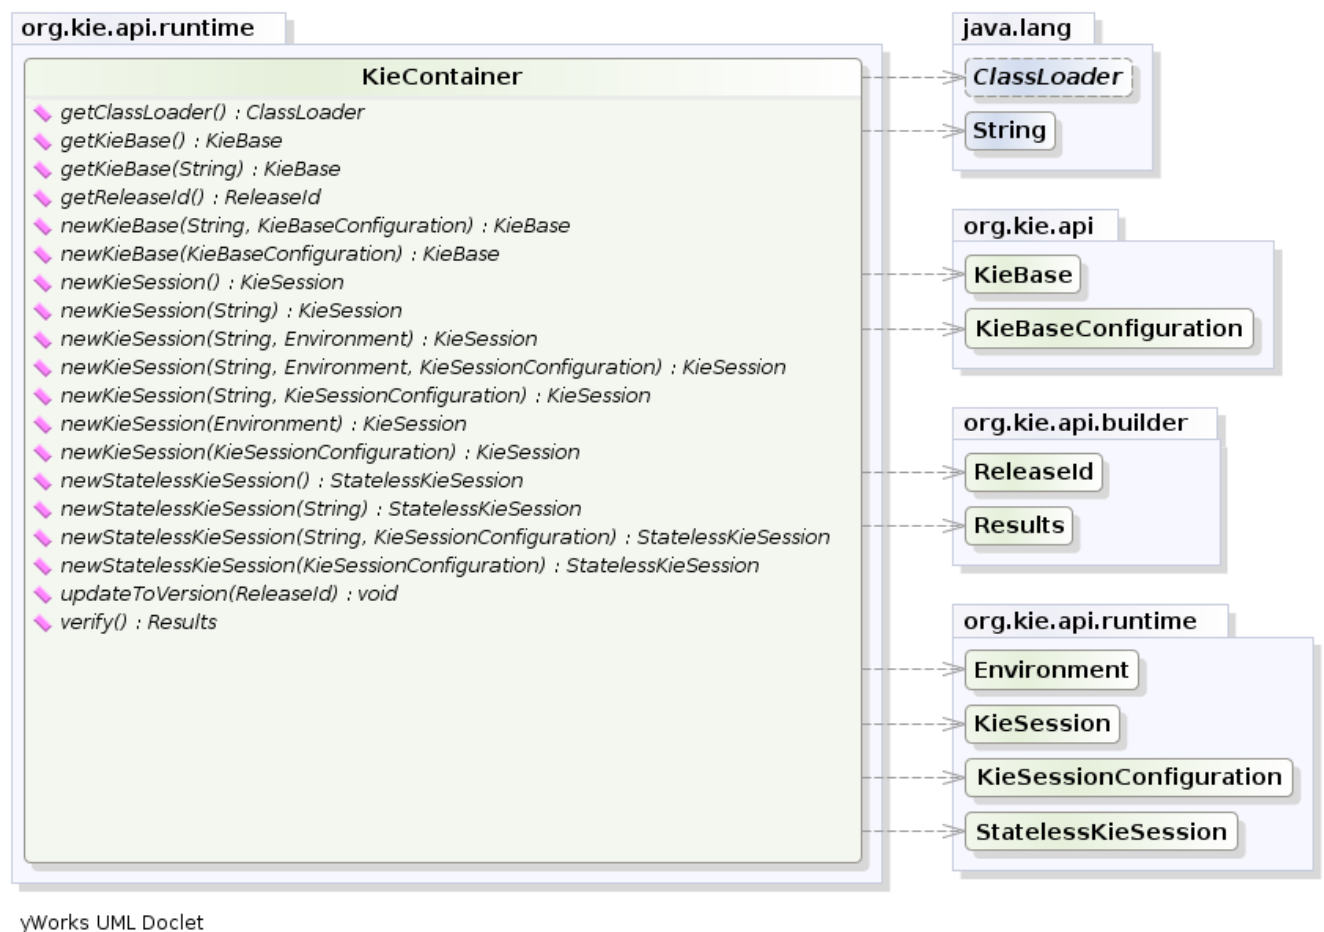 org.kie.api.runtime
KieContainer
getClassLoader() : ClassLoader
getKieBase() : KieBase
getKieBase(String) : KieBase
getReleaseId() : ReleaseId
newKieBase(String, KieBaseConfiguration) : KieBase
newKieBase(KieBaseConfiguration) : KieBase
newKieSession() : KieSession
newKieSession(String) : KieSession
newKieSession(String, Environment) : KieSession
newKieSession(String, Environment, KieSessionConfiguration) : KieSession
newKieSession(String, KieSessionConfiguration) : KieSession
newKieSession(Environment) : KieSession
newKieSession(KieSessionConfiguration) : KieSession
newStatelessKieSession() : StatelessKieSession
newStatelessKieSession(String) : StatelessKieSession
newStatelessKieSession(String, KieSessionConfiguration) : StatelessKieSession
newStatelessKieSession(KieSessionConfiguration) : StatelessKieSession
updateToVersion(ReleaseId) : void
verify() : Results
java.lang
ClassLoader
String
org.kie.api
KieBase
KieBaseConfiguration
org.kie.api.builder
ReleaseId
Results
org.kie.api.runtime
Environment
KieSession
KieSessionConfiguration
StatelessKieSession
yWorks UML Doclet